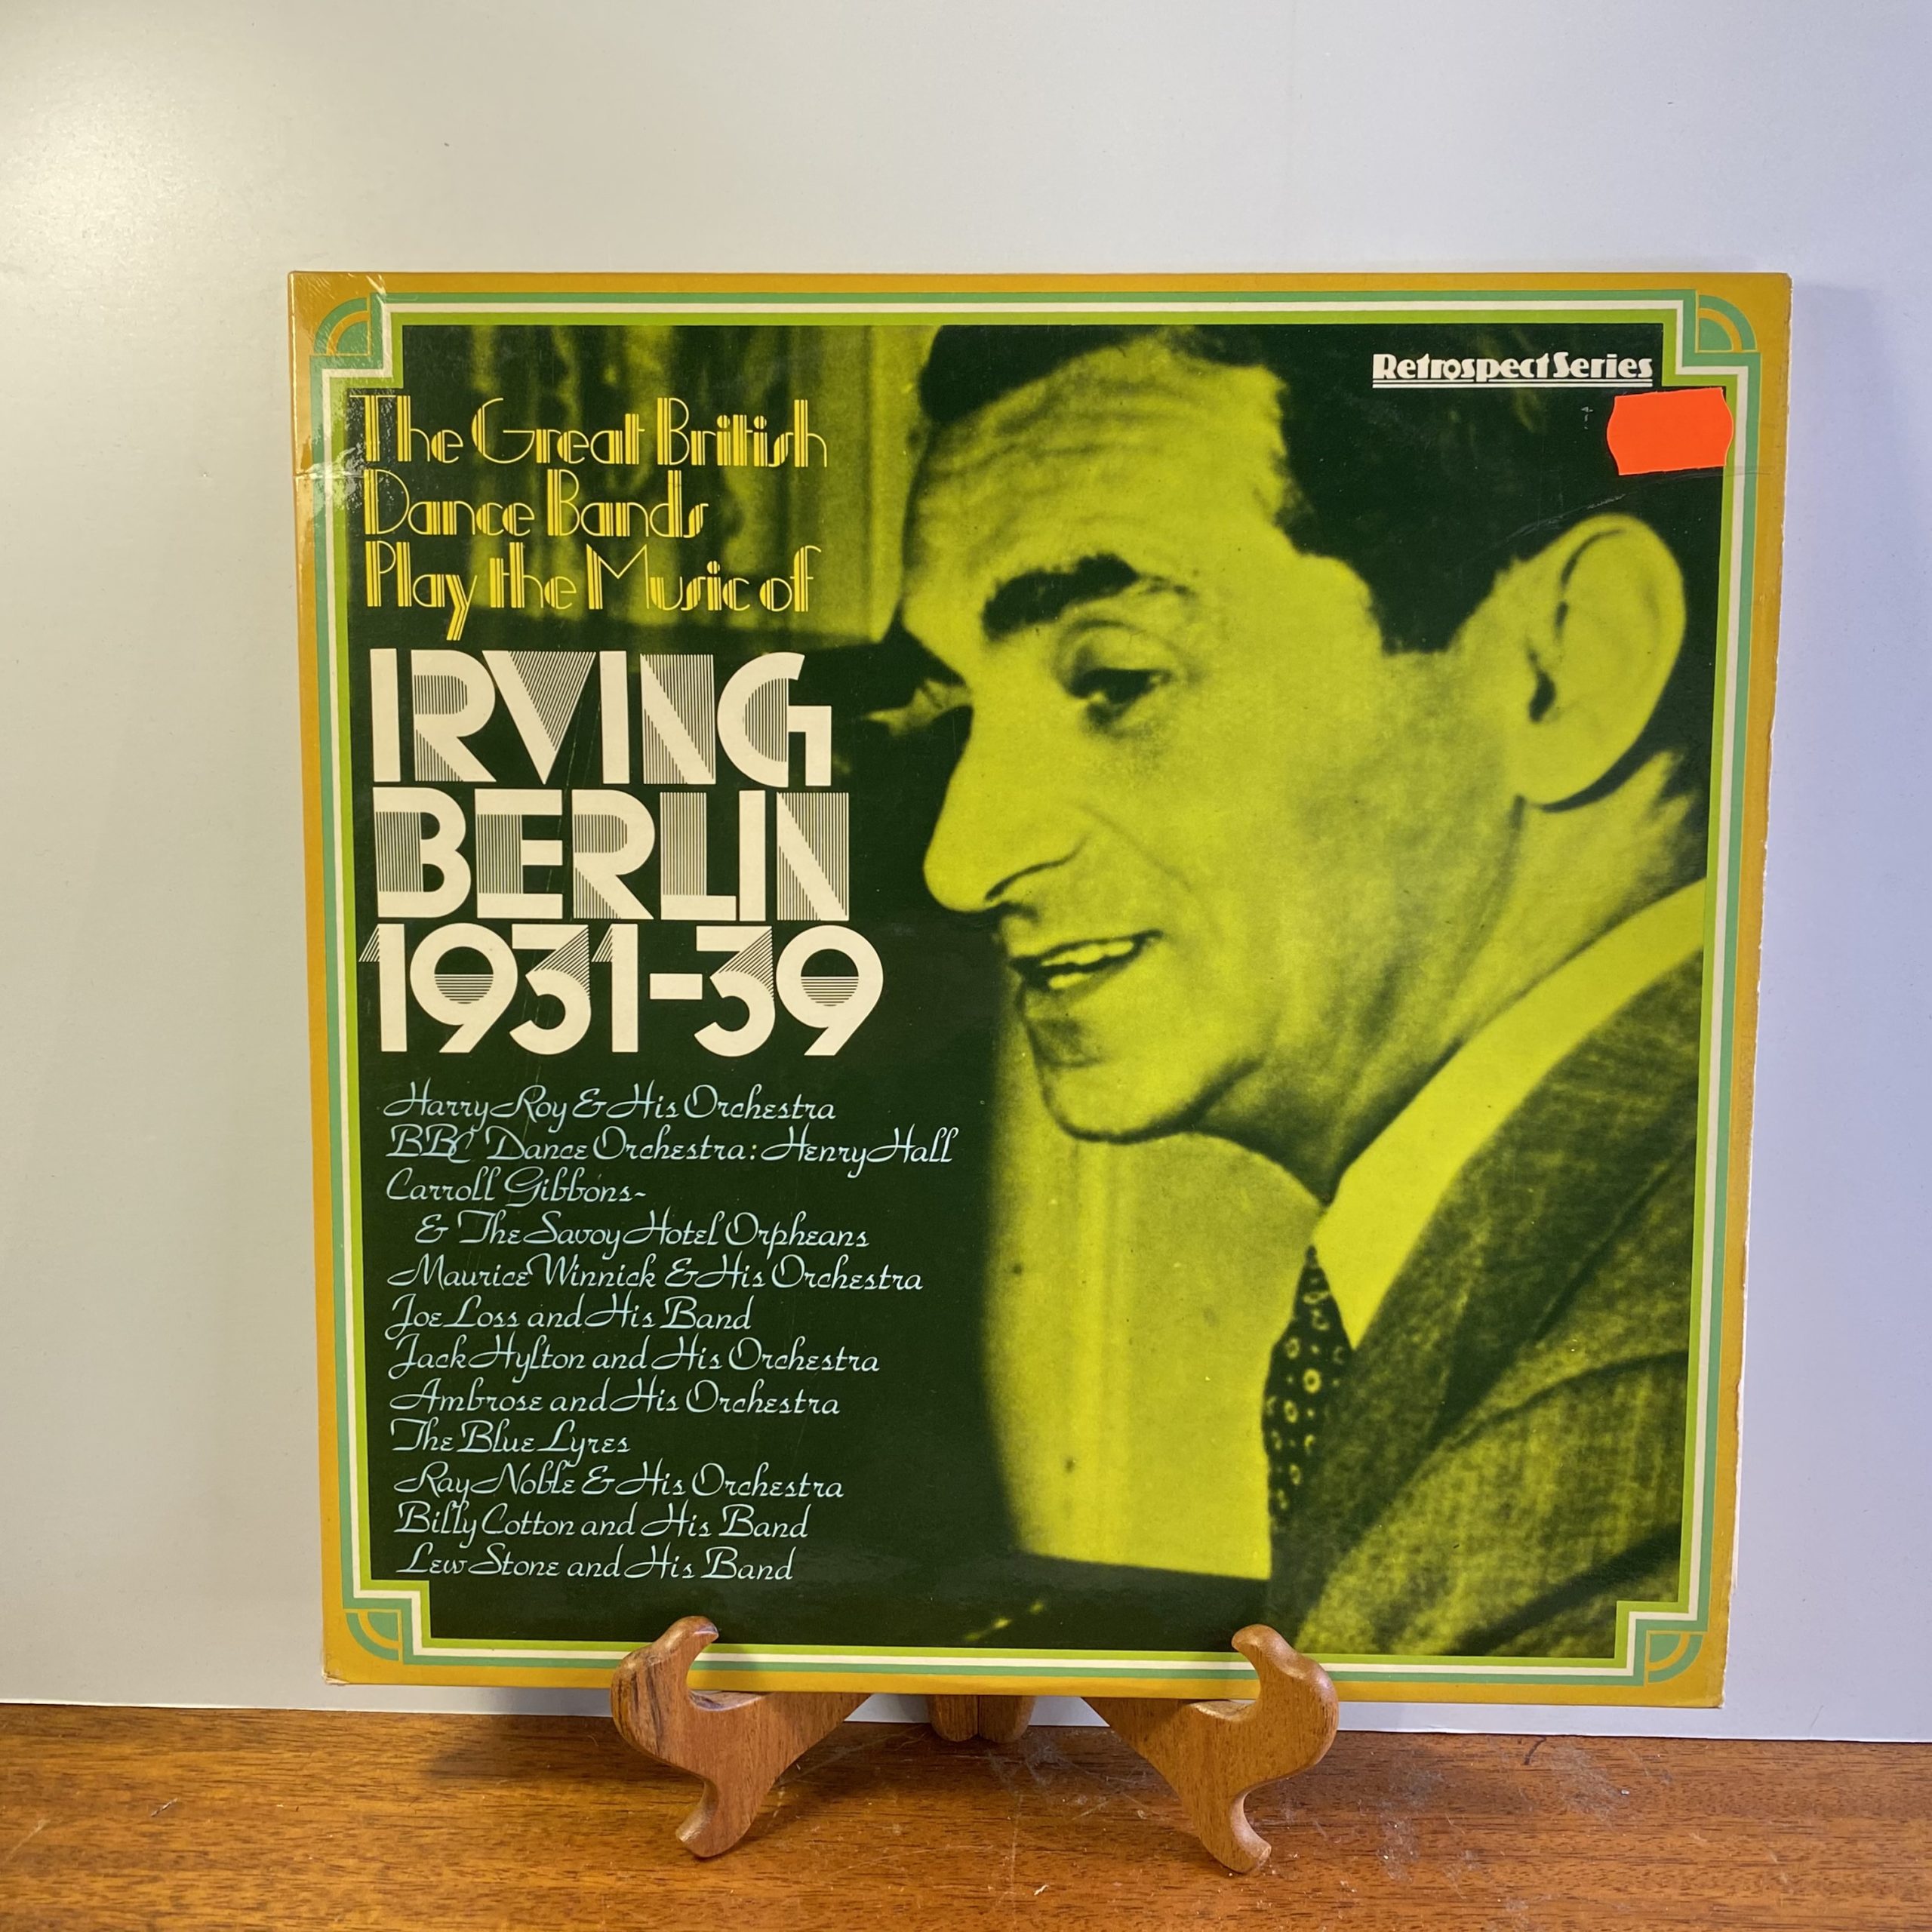 Retrospect Series
The Great British
Dance Bands
Play the Music of
IRVING
BERLIN
1931-39
Harry Roy & His Orchestra
BBC Dance Orchestra: Henry Hall
Carroll Gibbons-
& The Savoy Hotel Orpheans
Maurice Winnick & His Orchestra
Joe Loss and His Band
Jack Hylton and His Orchestra
Ambrose and His Orchestra
The Blue Lyres
Ray Noble & His Orchestra
Billy Cotton and His Band
Lew Stone and His Band